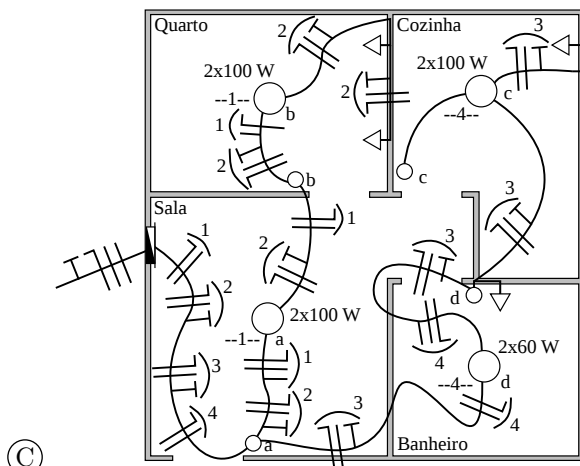 Quarto
2
Cozinha
3
2x100 W
2x100 W
--1--
b
2
c
--4--
1
2
b
c
3
Sala
1
1
3
2
2
d
2x100 W
--1--
a
2x60 W
3
1
4
--4--
d
4
2
3
4
a
Banheiro
C